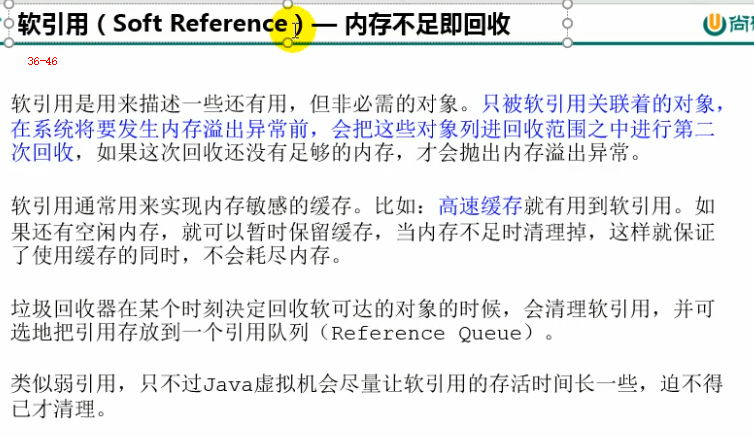 软引用（Soft Reference）— 内存不足即回收
尚
36-46
软引用是用来描述一些还有用，但非必需的对象。只被软引用关联着的对象，
在系统将要发生内存溢出异常前，会把这些对象列进回收范围之中进行第二
次回收，如果这次回收还没有足够的内存，才会抛出内存溢出异常。
软引用通常用来实现内存敏感的缓存。比如：高速缓存就有用到软引用。如
果还有空闲内存，就可以暂时保留缓存，当内存不足时清理掉，这样就保证
了使用缓存的同时，不会耗尽内存。
垃圾回收器在某个时刻决定回收软可达的对象的时候，会清理软引用，并可
选地把引用存放到一个引用队列（Reference Queue）。
类似弱引用，只不过Java虚拟机会尽量让软引用的存活时间长一些，迫不得
已才清理。